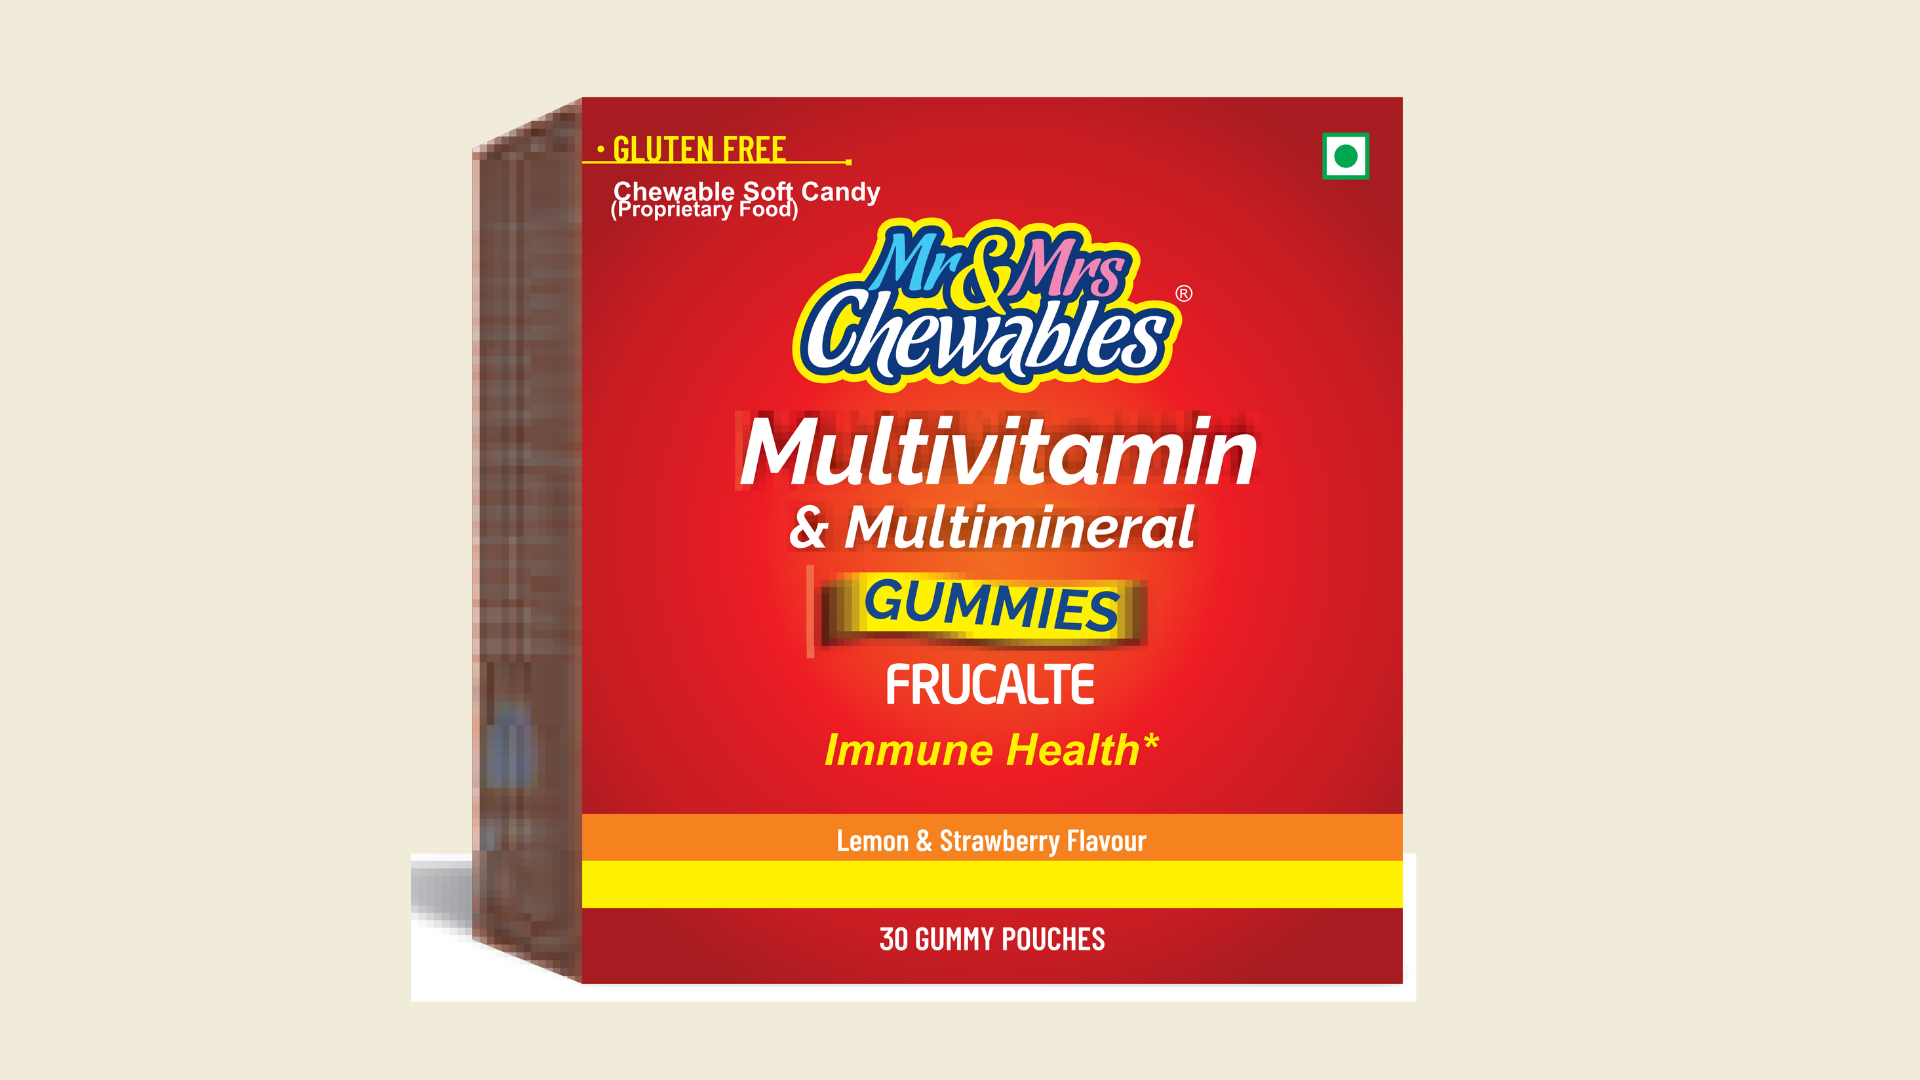 · GLUTEN FREE
Chewable Soft Candy
(Proprietary Food)
Mr & Mrs
Chewables ®
Multivitamin
& Multimineral
GUMMIES
FRUCALTE
Immune Health*
Lemon & Strawberry Flavour
30 GUMMY POUCHES